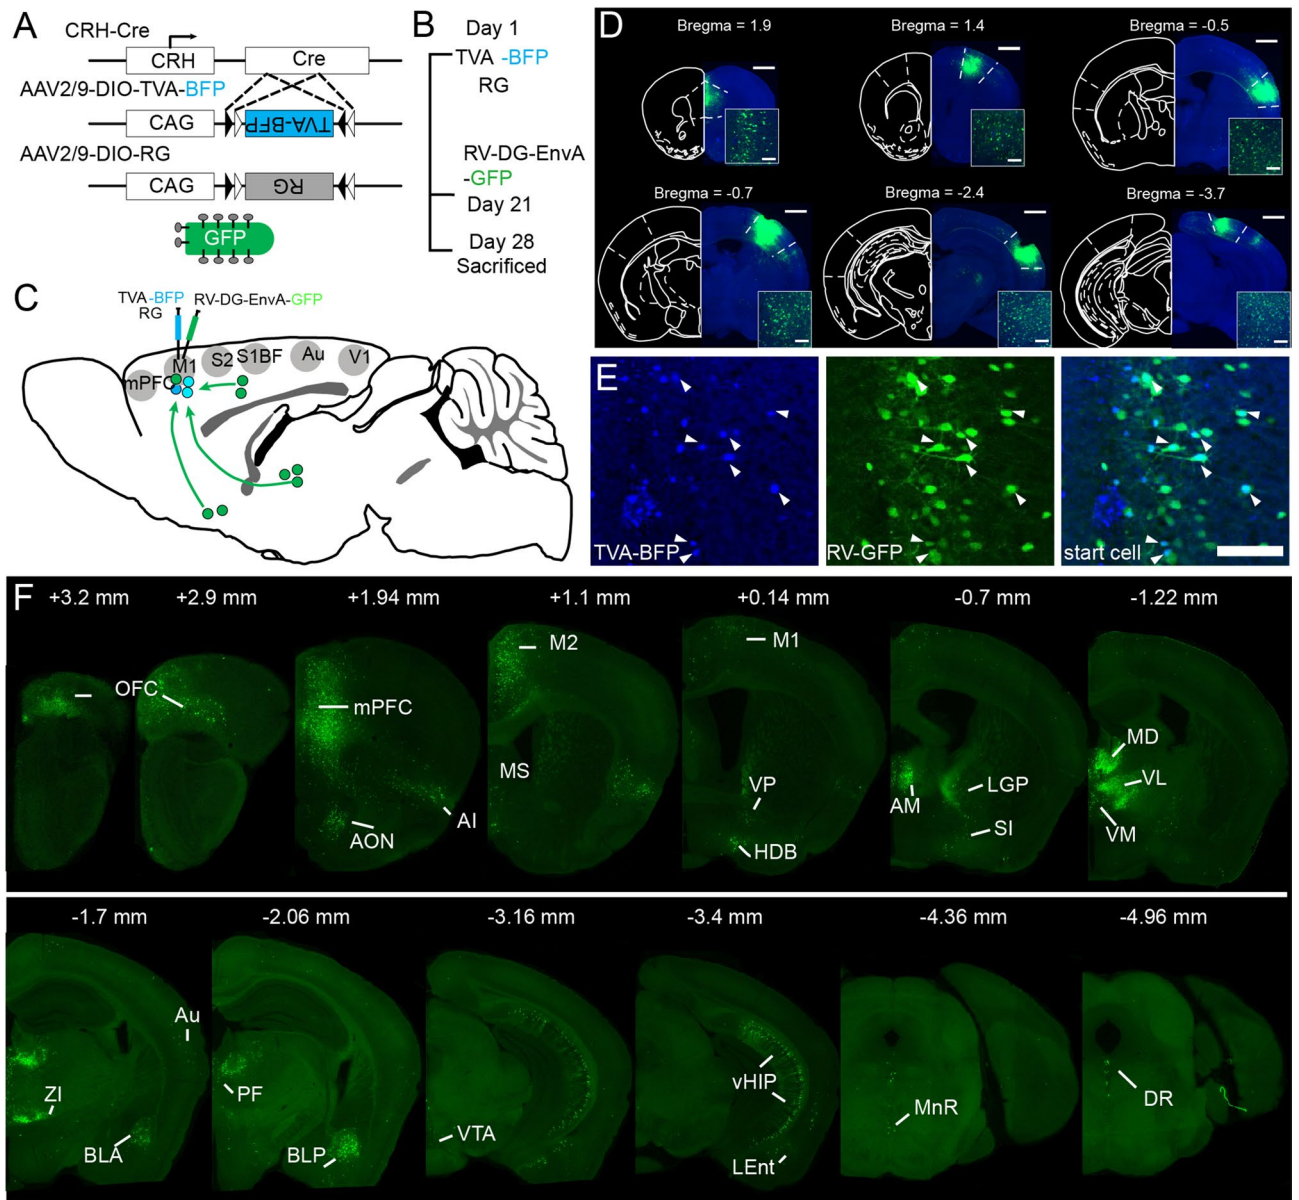 A
CRH-Cre
CRH
Cre
AAV2/9-DIO-TVA-BFP
CAG
TVA-BFP
AAV2/9-DIO-RG
CAG
RG
GFP
B
Day 1
TVA -BFP
RG
RV-DG-EnvA
-GFP
Day 21
Day 28
Sacrificed
C
TVA-BFP
RG
RV-DG-EnvA-GFP
mPFC
M1
S2
S1BF
Au
V1
D
Bregma = 1.9
Bregma = 1.4
Bregma = -0.5
Bregma = -0.7
Bregma = -2.4
Bregma = -3.7
E
TVA-BFP
RV-GFP
start cell
F
+3.2 mm
+2.9 mm
+1.94 mm
+1.1 mm
+0.14 mm
-0.7 mm
-1.22 mm
OFC
mPFC
AON
AI
M2
MS
M1
VP
HDB
AM
LGP
SI
MD
VL
VM
-1.7 mm
-2.06 mm
-3.16 mm
-3.4 mm
-4.36 mm
-4.96 mm
Au
ZI
BLA
PF
BLP
VTA
vHIP
LEnt
MnR
DR